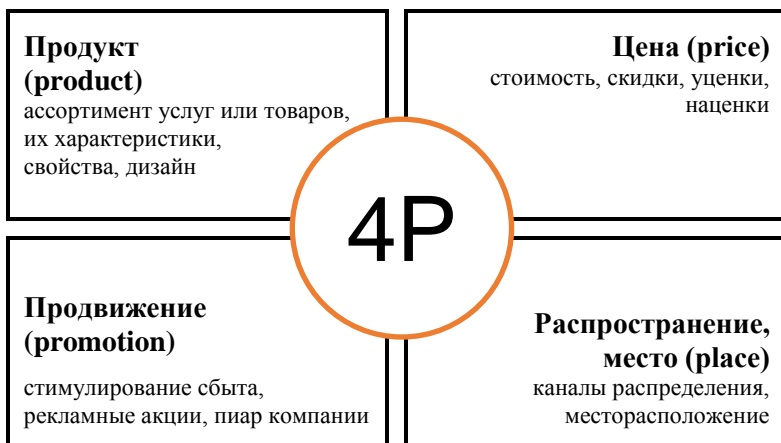 Продукт
(product)
ассортимент услуг или товаров,
их характеристики,
свойства, дизайн
Цена (price)
стоимость, скидки, уценки,
наценки
4P
Продвижение
(promotion)
стимулирование сбыта,
рекламные акции, пиар компании
Распространение,
место (place)
каналы распределения,
месторасположение